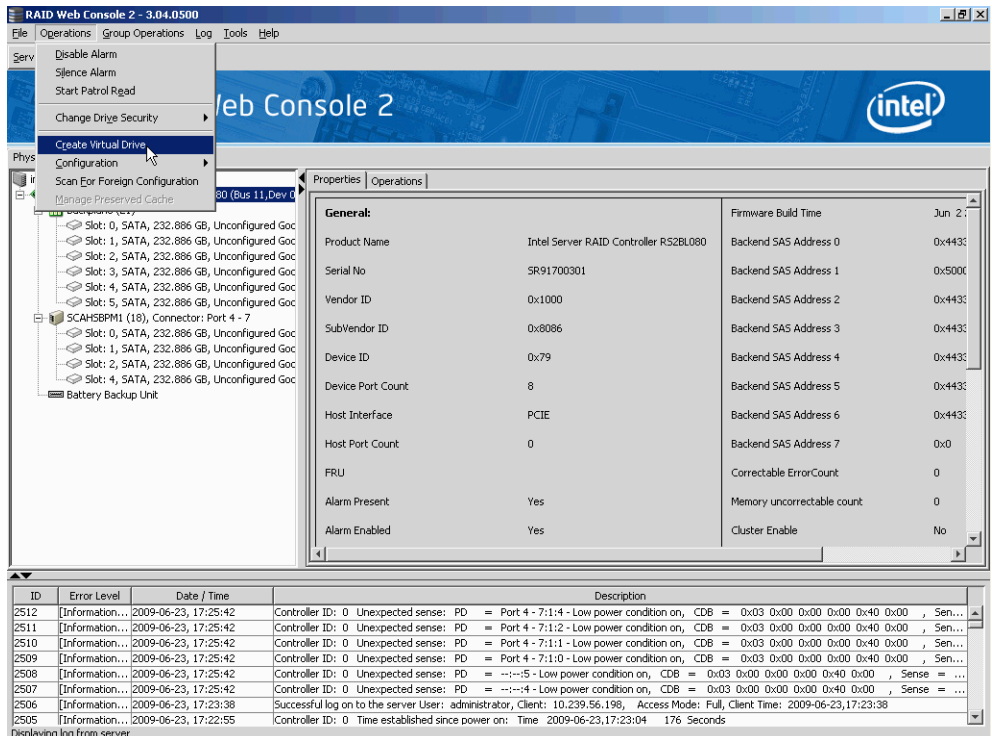 RAID Web Console 2 - 3.04.0500
File Operations Group Operations Log Tools Help
Serv
Disable Alarm
Silence Alarm
Start Patrol Read
Change Drive Security
Create Virtual Drive
Configuration
Scan For Foreign Configuration
Manage Preserved Cache
eb Console 2
intel
Phys
80 (Bus 11,Dev 0
Slot: 0, SATA, 232.886 GB, Unconfigured Goo
Slot: 1, SATA, 232.886 GB, Unconfigured Goo
Slot: 2, SATA, 232.886 GB, Unconfigured Goo
Slot: 3, SATA, 232.886 GB, Unconfigured Goo
Slot: 4, SATA, 232.886 GB, Unconfigured Goo
Slot: 5, SATA, 232.886 GB, Unconfigured Goo
SCAHSBPM1 (18), Connector: Port 4 - 7
Slot: 0, SATA, 232.886 GB, Unconfigured Goo
Slot: 1, SATA, 232.886 GB, Unconfigured Goo
Slot: 2, SATA, 232.886 GB, Unconfigured Goo
Slot: 4, SATA, 232.886 GB, Unconfigured Goo
Battery Backup Unit
Properties Operations
General: Firmware Build Time Jun 2
Product Name Intel Server RAID Controller RS2BL080 Backend SAS Address 0 0x4433
Serial No SR91700301 Backend SAS Address 1 0x5000
Vendor ID 0x1000 Backend SAS Address 2 0x4433
SubVendor ID 0x8086 Backend SAS Address 3 0x4433
Device ID 0x79 Backend SAS Address 4 0x4433
Device Port Count 8 Backend SAS Address 5 0x4433
Host Interface PCIE Backend SAS Address 6 0x4433
Host Port Count 0 Backend SAS Address 7 0x0
FRU Correctable ErrorCount 0
Alarm Present Yes Memory uncorrectable count 0
Alarm Enabled Yes Cluster Enable No
ID Error Level Date / Time Description
2512 [Information... 2009-06-23, 17:25:42 Controller ID: 0 Unexpected sense: PD = Port 4 - 7:1:4 - Low power condition on, CDB = 0x03 0x00 0x00 0x00 0x40 0x00 , Sen...
2511 [Information... 2009-06-23, 17:25:42 Controller ID: 0 Unexpected sense: PD = Port 4 - 7:1:2 - Low power condition on, CDB = 0x03 0x00 0x00 0x00 0x40 0x00 , Sen...
2510 [Information... 2009-06-23, 17:25:42 Controller ID: 0 Unexpected sense: PD = Port 4 - 7:1:1 - Low power condition on, CDB = 0x03 0x00 0x00 0x00 0x40 0x00 , Sen...
2509 [Information... 2009-06-23, 17:25:42 Controller ID: 0 Unexpected sense: PD = Port 4 - 7:1:0 - Low power condition on, CDB = 0x03 0x00 0x00 0x00 0x40 0x00 , Sen...
2508 [Information... 2009-06-23, 17:25:42 Controller ID: 0 Unexpected sense: PD = --:--:5 - Low power condition on, CDB = 0x03 0x00 0x00 0x00 0x40 0x00 , Sense = ...
2507 [Information... 2009-06-23, 17:25:42 Controller ID: 0 Unexpected sense: PD = --:--:4 - Low power condition on, CDB = 0x03 0x00 0x00 0x00 0x40 0x00 , Sense = ...
2506 [Information... 2009-06-23, 17:23:38 Successful log on to the server User: administrator, Client: 10.239.56.198, Access Mode: Full, Client Time: 2009-06-23,17:23:38
2505 [Information... 2009-06-23, 17:22:55 Controller ID: 0 Time established since power on: Time 2009-06-23,17:23:04 176 Seconds
Displaying log from server